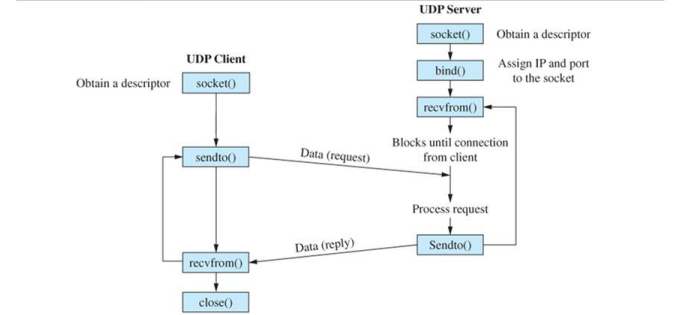 UDP Server
socket()
Obtain a descriptor
UDP Client
bind()
Assign IP and port
to the socket
Obtain a descriptor
socket()
recvfrom()
Blocks until connection
from client
sendto()
Data (request)
Process request
Data (reply)
Sendto()
recvfrom()
close()